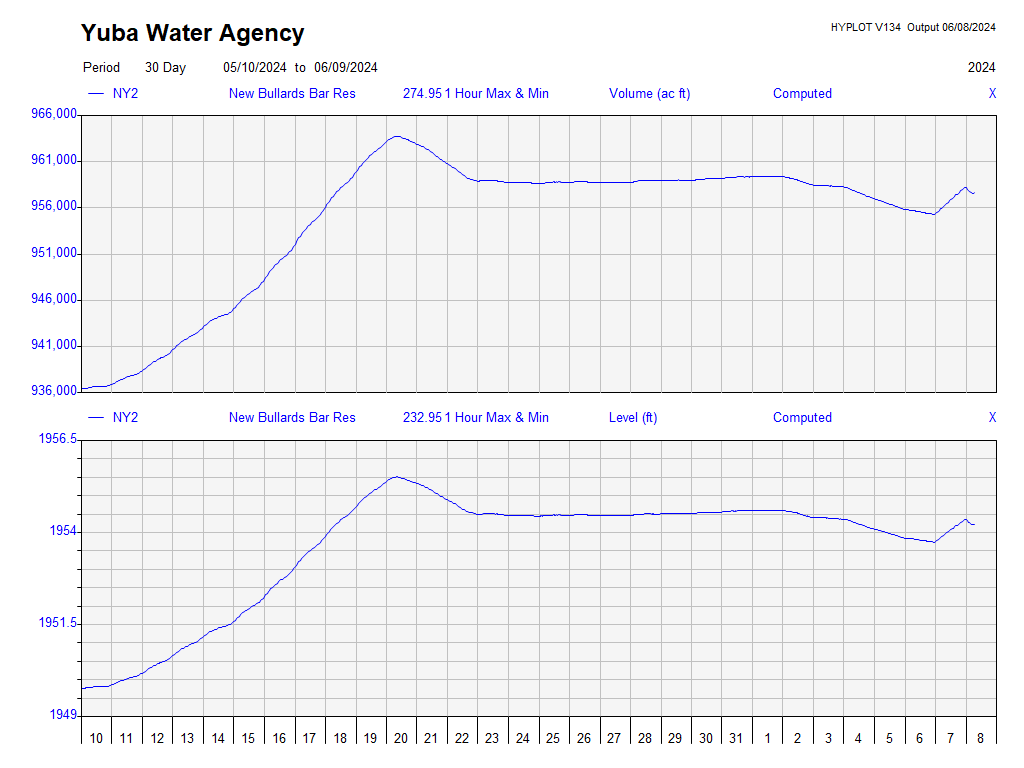 Yuba Water Agency
HYPLOT V134 Output 06/08/2024
Period 30 Day 05/10/2024 to 06/09/2024 2024
NY2 New Bullards Bar Res 274.95 1 Hour Max & Min Volume (ac ft) Computed X
966,000
961,000
956,000
951,000
946,000
941,000
936,000
NY2 New Bullards Bar Res 232.95 1 Hour Max & Min Level (ft) Computed X
1956.5
1954
1951.5
1949
10 11 12 13 14 15 16 17 18 19 20 21 22 23 24 25 26 27 28 29 30 31 1 2 3 4 5 6 7 8